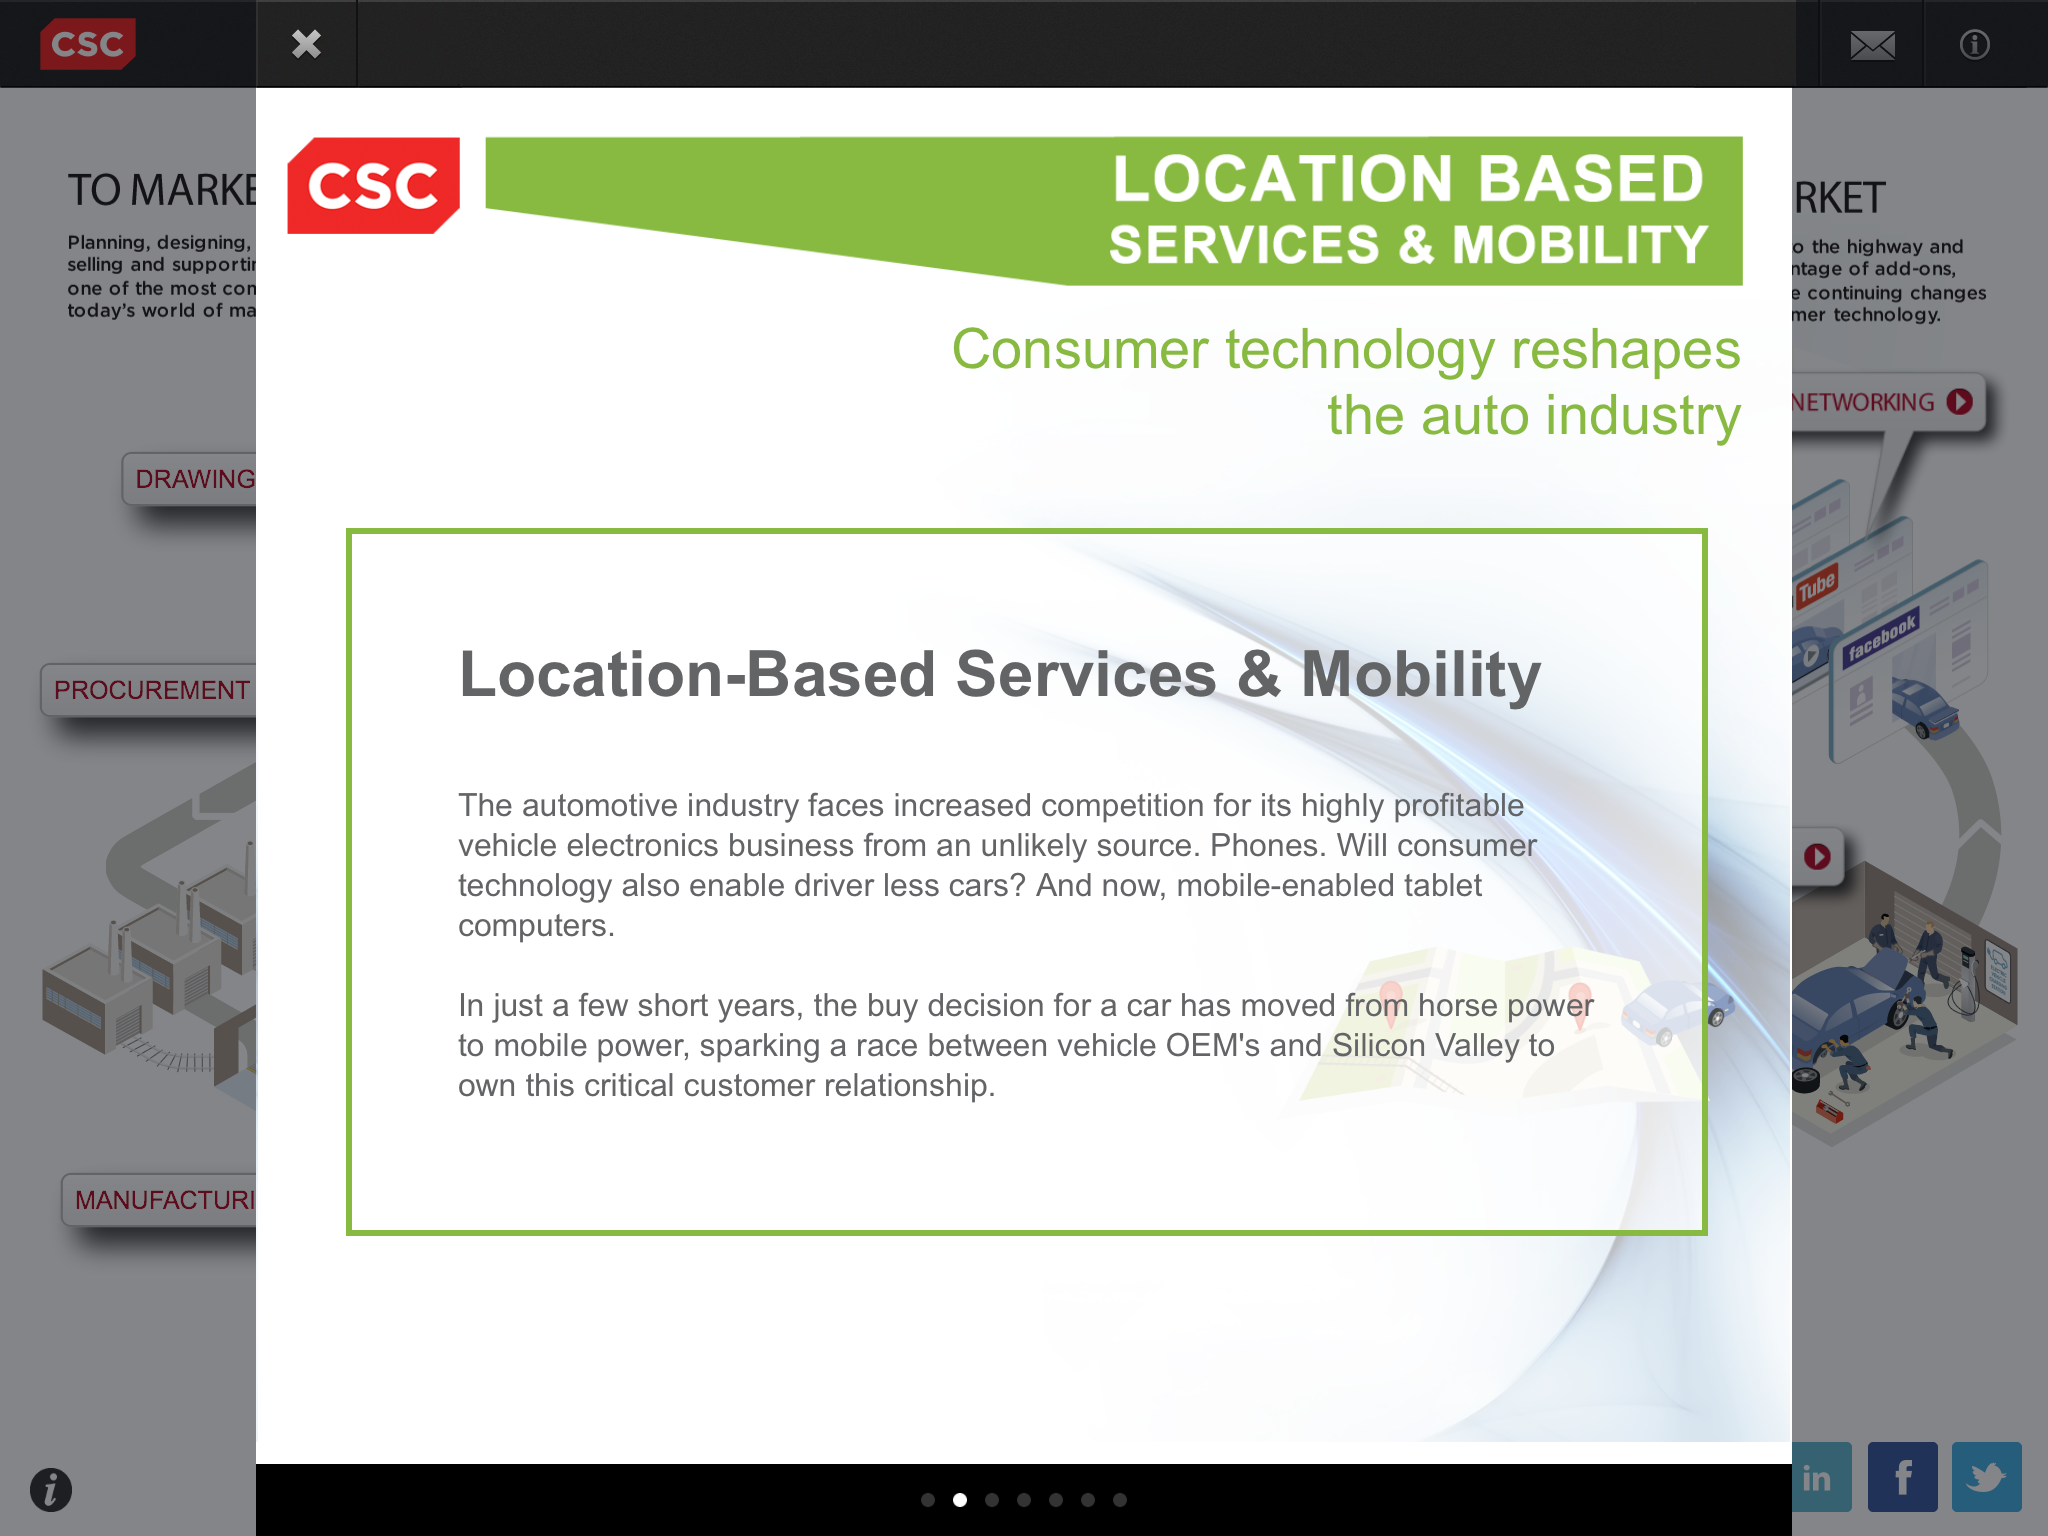 CSC
TO MARKE
Planning, designing,
selling and supportin
one of the most con
today's world of ma
DRAWING
PROCUREMENT
MANUFACTURI
CSC
LOCATION BASED
SERVICES & MOBILITY
Consumer technology reshapes
the auto industry
Location-Based Services & Mobility
The automotive industry faces increased competition for its highly profitable
vehicle electronics business from an unlikely source. Phones. Will consumer
technology also enable driver less cars? And now, mobile-enabled tablet
computers.
In just a few short years, the buy decision for a car has moved from horse power
to mobile power, sparking a race between vehicle OEM's and Silicon Valley to
own this critical customer relationship.
RKET
o the highway and
ntage of add-ons,
e continuing changes
mer technology.
NETWORKING
Tube
facebook
in
f